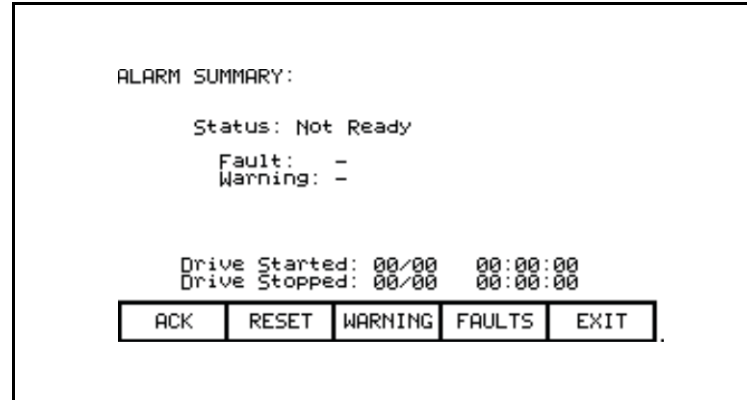 ALARM SUMMARY:
Status: Not Ready
Fault: -
Warning: -
Drive Started: 00/00 00:00:00
Drive Stopped: 00/00 00:00:00
ACK RESET WARNING FAULTS EXIT